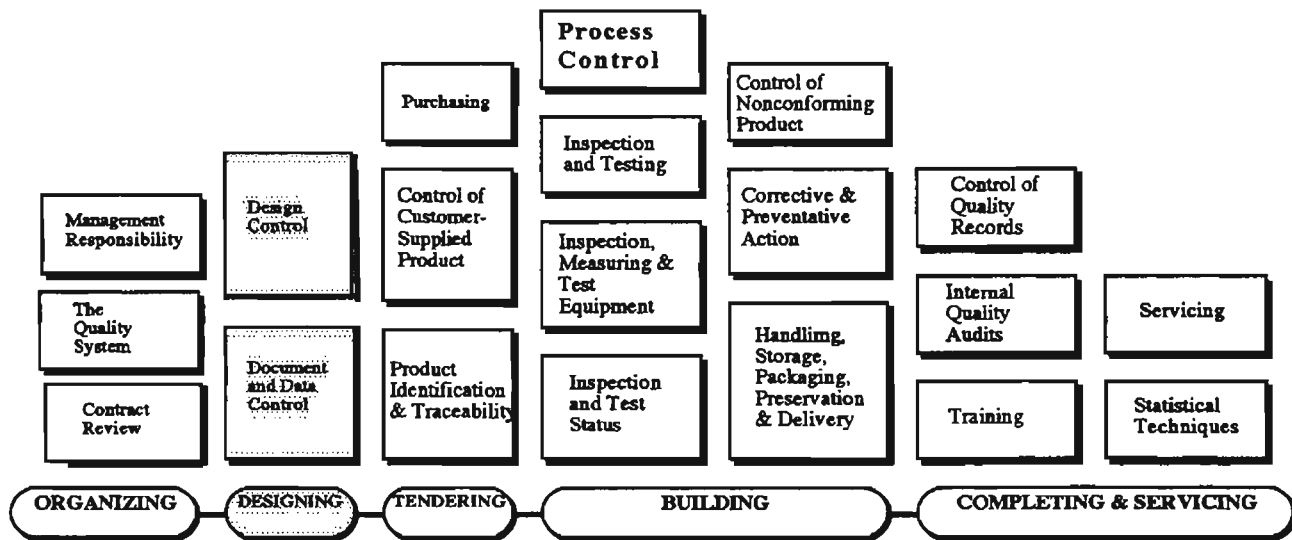 Management
Responsibility
The
Quality
System
Contract
Review
Design
Control
Document
and Data
Control
Purchasing
Control of
Customer-
Supplied
Product
Product
Identification
& Traceability
Process
Control
Inspection
and Testing
Inspection,
Measuring &
Test
Equipment
Inspection
and Test
Status
Control of
Nonconforming
Product
Corrective &
Preventative
Action
Handlimg,
Storage,
Packaging,
Preservation
& Delivery
Control of
Quality
Records
Internal
Quality
Audits
Training
Servicing
Statistical
Techniques
ORGANIZING
DESIGNING
TENDERING
BUILDING
COMPLETING & SERVICING